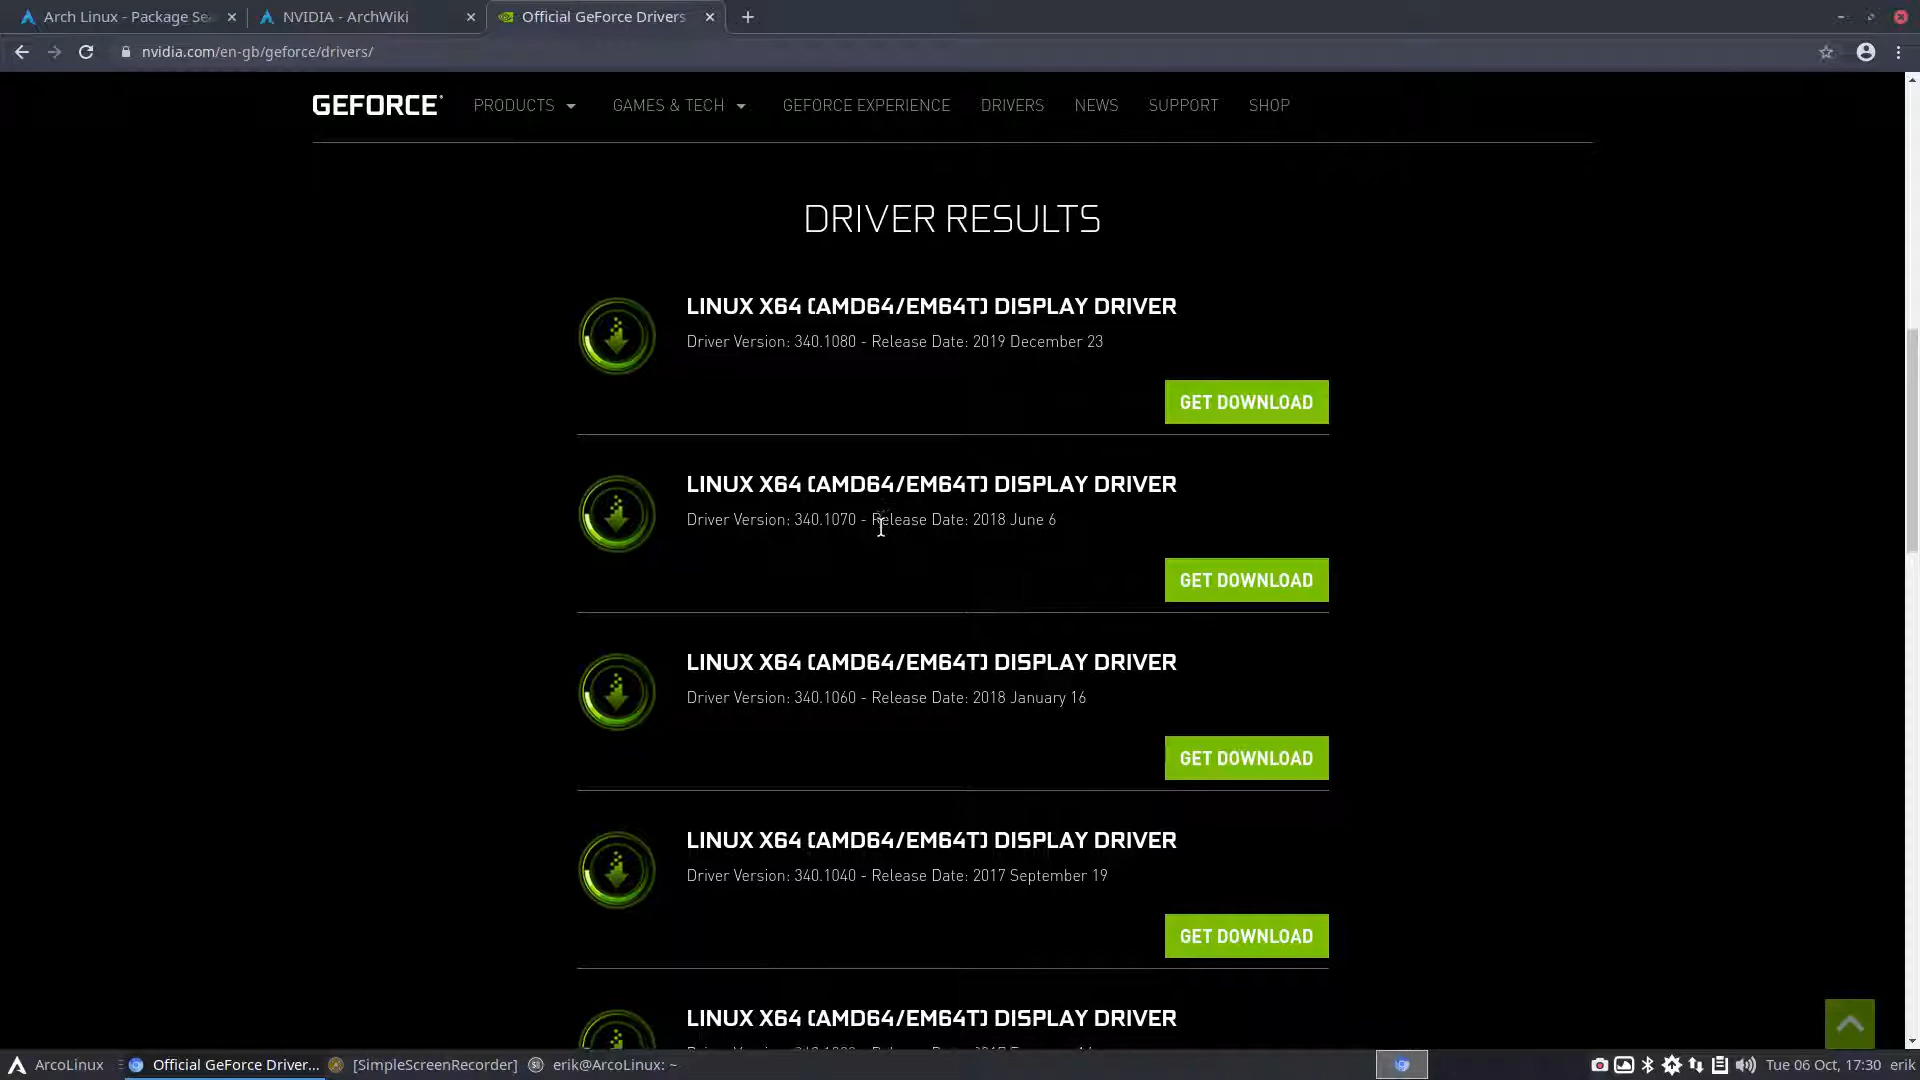 Arch Linux - Package Se
NVIDIA - ArchWiki
Official GeForce Drivers
nvidia.com/en-gb/geforce/drivers/
GEFORCE
PRODUCTS
GAMES & TECH
GEFORCE EXPERIENCE
DRIVERS
NEWS
SUPPORT
SHOP
DRIVER RESULTS
LINUX X64 (AMD64/EM64T) DISPLAY DRIVER
Driver Version: 340.1080 - Release Date: 2019 December 23
GET DOWNLOAD
LINUX X64 (AMD64/EM64T) DISPLAY DRIVER
Driver Version: 340.1070 - Release Date: 2018 June 6
GET DOWNLOAD
LINUX X64 (AMD64/EM64T) DISPLAY DRIVER
Driver Version: 340.1060 - Release Date: 2018 January 16
GET DOWNLOAD
LINUX X64 (AMD64/EM64T) DISPLAY DRIVER
Driver Version: 340.1040 - Release Date: 2017 September 19
GET DOWNLOAD
LINUX X64 (AMD64/EM64T) DISPLAY DRIVER
ArcoLinux
Official GeForce Driver...
[SimpleScreenRecorder]
erik@ArcoLinux: ~
Tue 06 Oct, 17:30
erik